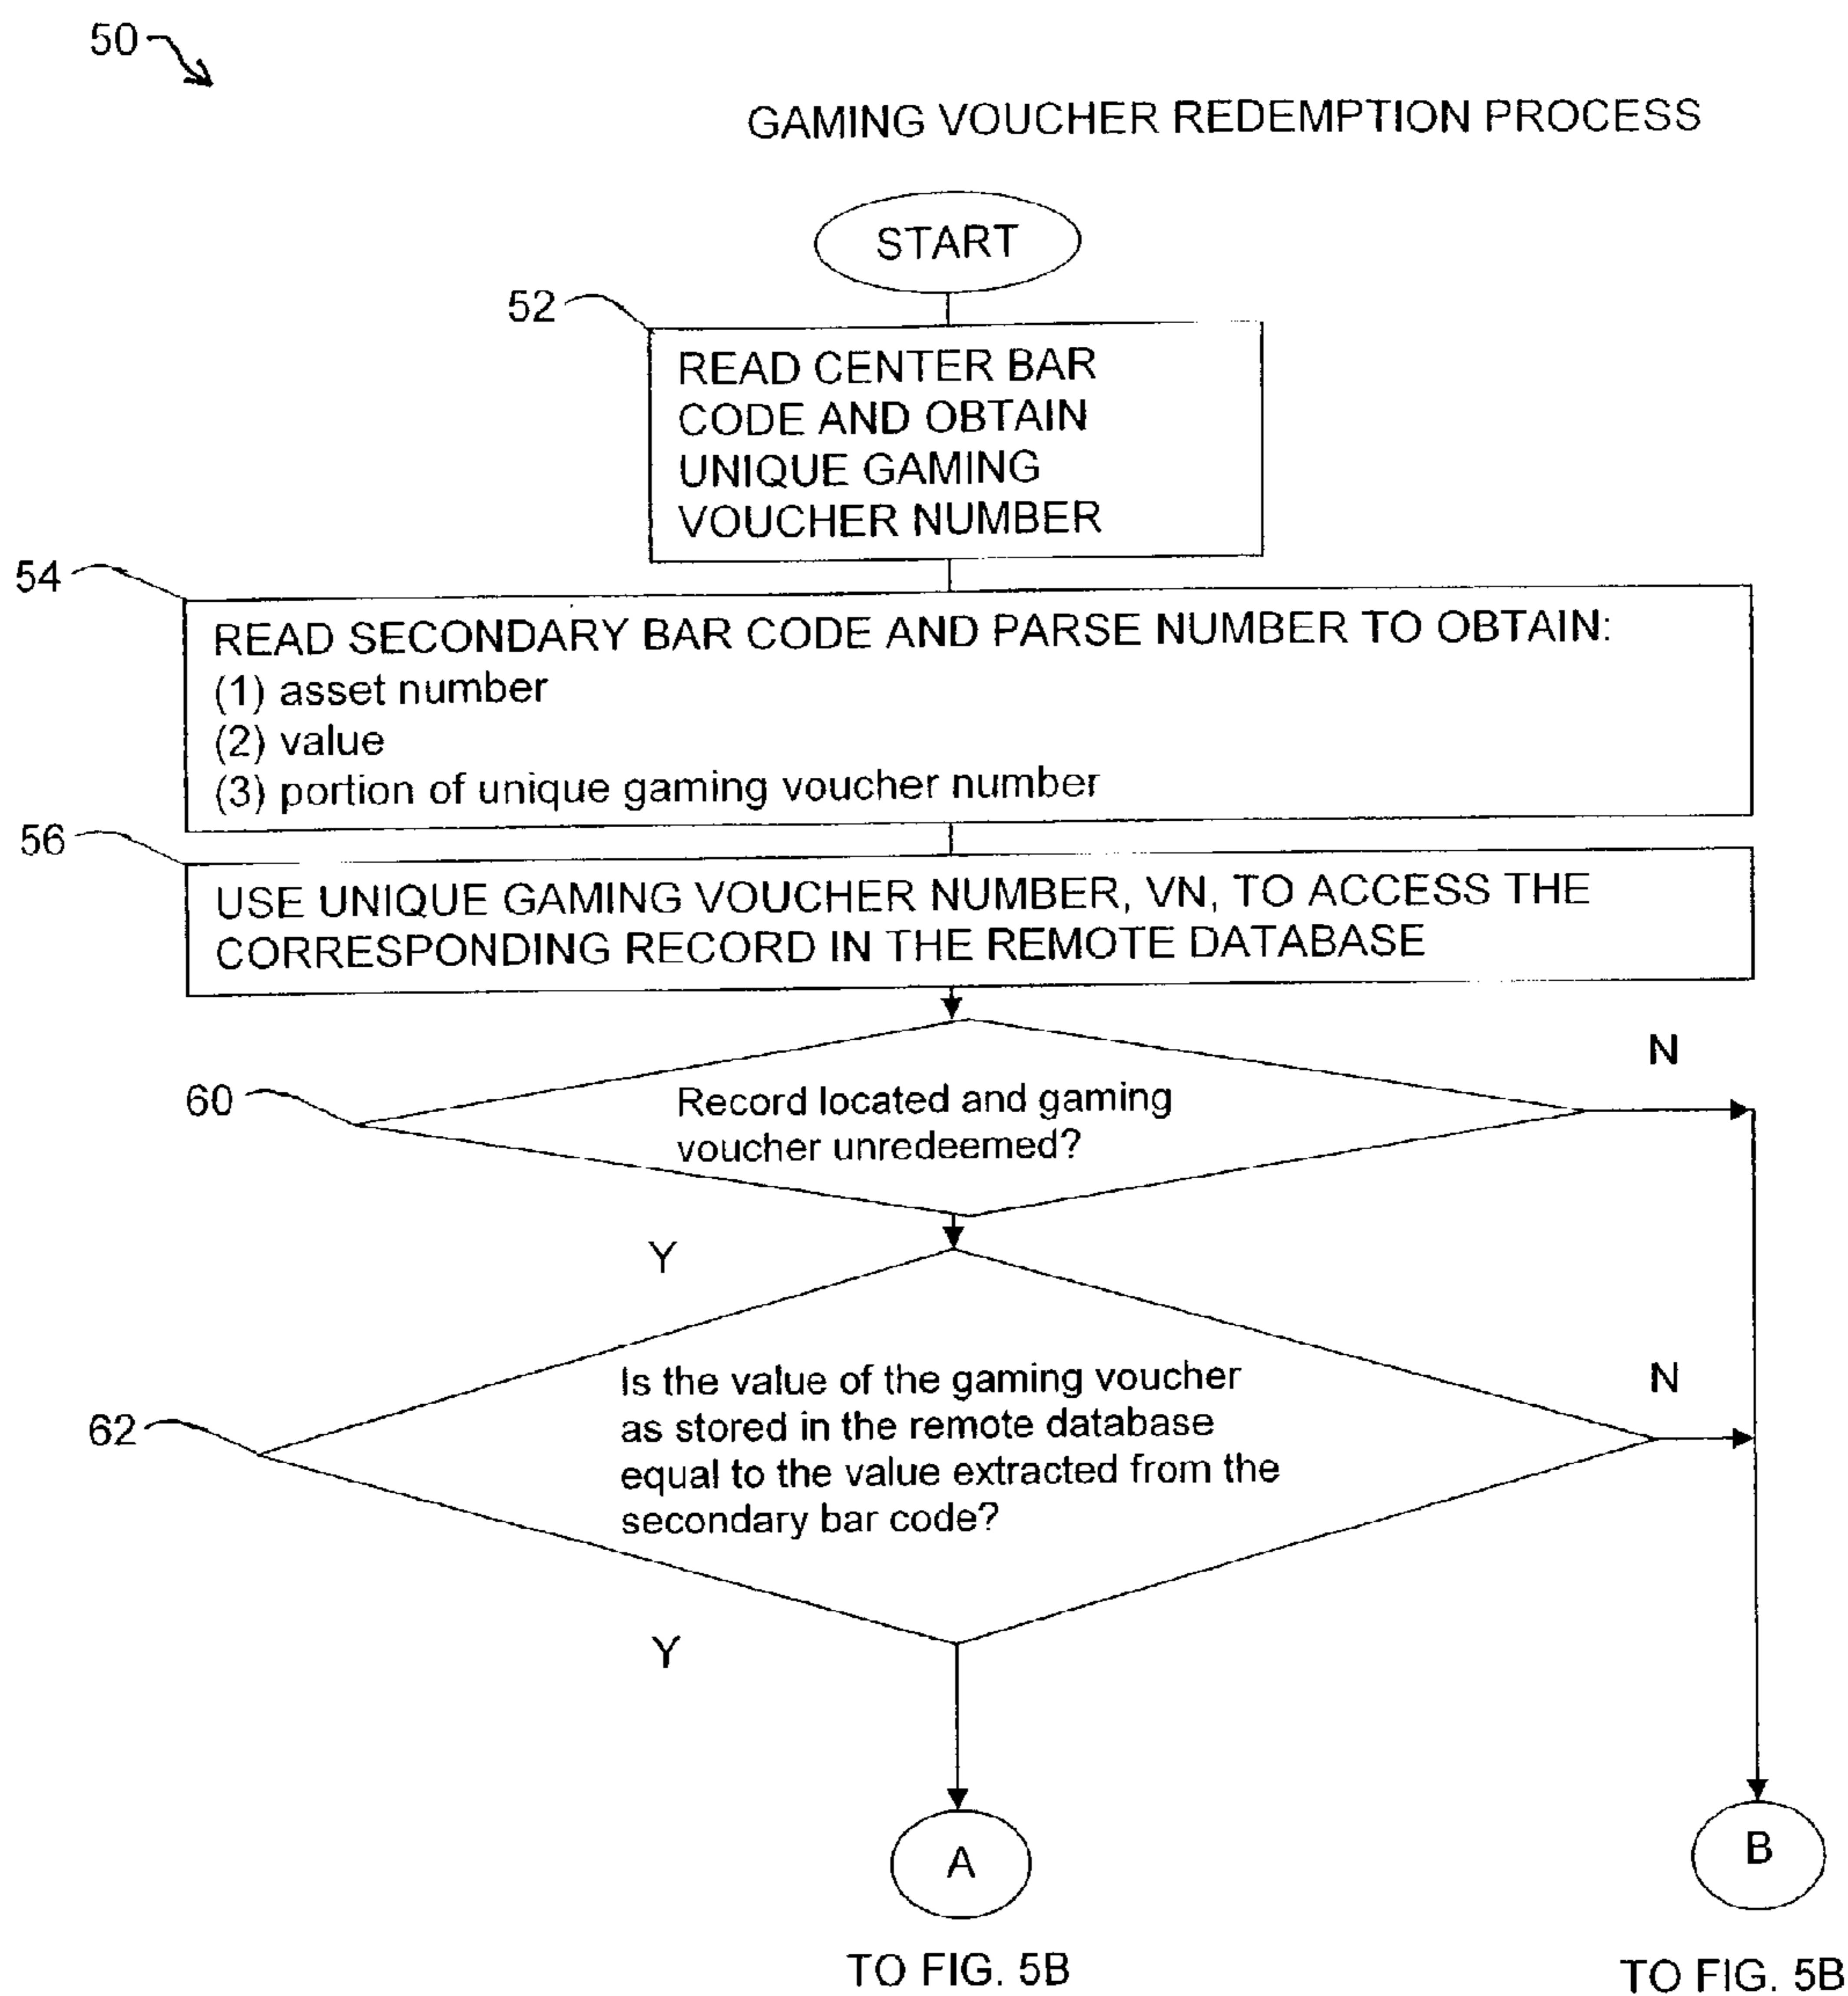 50
GAMING VOUCHER REDEMPTION PROCESS
START
52
READ CENTER BAR
CODE AND OBTAIN
UNIQUE GAMING
VOUCHER NUMBER
54
READ SECONDARY BAR CODE AND PARSE NUMBER TO OBTAIN:
(1) asset number
(2) value
(3) portion of unique gaming voucher number
56
USE UNIQUE GAMING VOUCHER NUMBER, VN, TO ACCESS THE
CORRESPONDING RECORD IN THE REMOTE DATABASE
N
60
Record located and gaming
voucher unredeemed?
Y
Is the value of the gaming voucher
as stored in the remote database
equal to the value extracted from the
secondary bar code?
N
62
Y
A
B
TO FIG. 5B
TO FIG. 5B